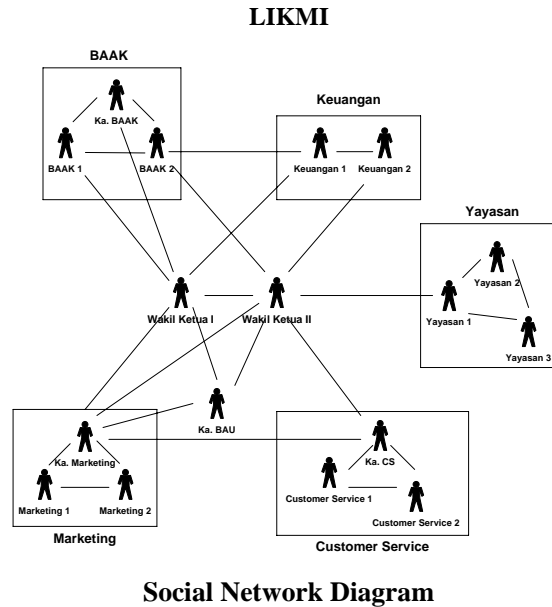 LIKMI
BAAK
Ka. BAAK
BAAK 1
BAAK 2
Keuangan
Keuangan 1
Keuangan 2
Yayasan
Yayasan 2
Yayasan 1
Yayasan 3
Wakil Ketua I
Wakil Ketua II
Ka. BAU
Ka. Marketing
Marketing 1
Marketing 2
Marketing
Ka. CS
Customer Service 1
Customer Service 2
Customer Service
Social Network Diagram